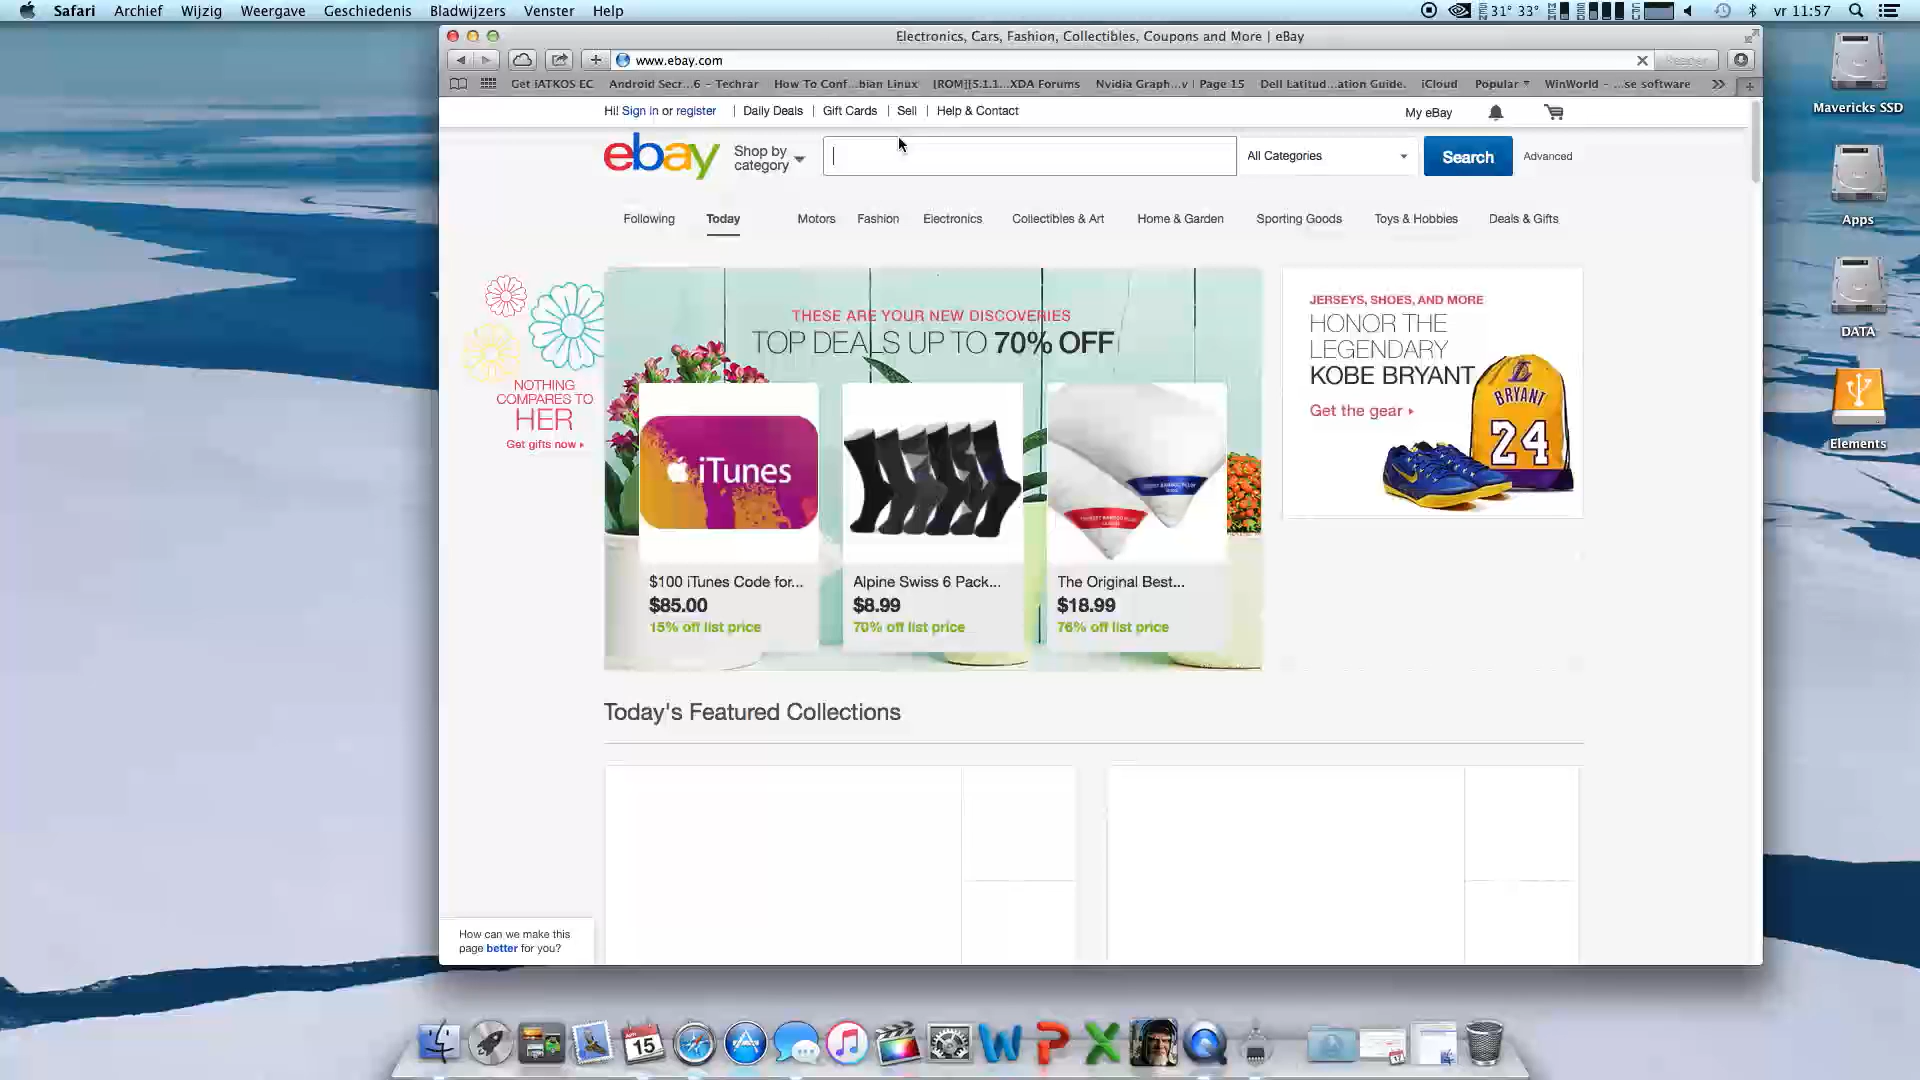 Safari Archief Wijzig Weergave Geschiedenis Bladwijzers Venster Help
31° 33° vr 11:57
Electronics, Cars, Fashion, Collectibles, Coupons and More | eBay
www.ebay.com
Reader
Get iATKOS EC Android Secr...6 - Techrar How To Conf...bian Linux [ROM][5.1.1...XDA Forums Nvidia Graph...v | Page 15 Dell Latitud...ation Guide. iCloud Popular WinWorld - ...se software
Hi! Sign in or register | Daily Deals | Gift Cards | Sell | Help & Contact
My eBay
ebay
Shop by
category
All Categories
Search
Advanced
Following Today Motors Fashion Electronics Collectibles & Art Home & Garden Sporting Goods Toys & Hobbies Deals & Gifts
NOTHING
COMPARES TO
HER
Get gifts now
THESE ARE YOUR NEW DISCOVERIES
TOP DEALS UP TO 70% OFF
iTunes
$100 iTunes Code for...
$85.00
15% off list price
Alpine Swiss 6 Pack...
$8.99
70% off list price
The Original Best...
$18.99
76% off list price
JERSEYS, SHOES, AND MORE
HONOR THE
LEGENDARY
KOBE BRYANT
Get the gear
BRYANT
24
Today's Featured Collections
How can we make this
page better for you?
Mavericks SSD
Apps
DATA
Elements
15